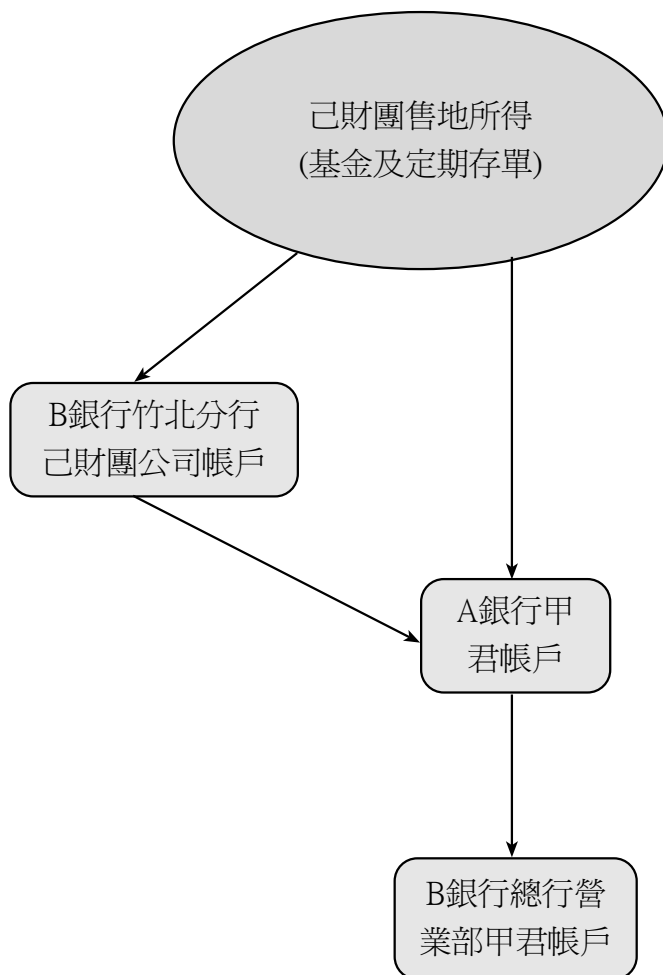 己財團售地所得
(基金及定期存單)
B銀行竹北分行
己財團公司帳戶
A銀行甲
君帳戶
B銀行總行營
業部甲君帳戶